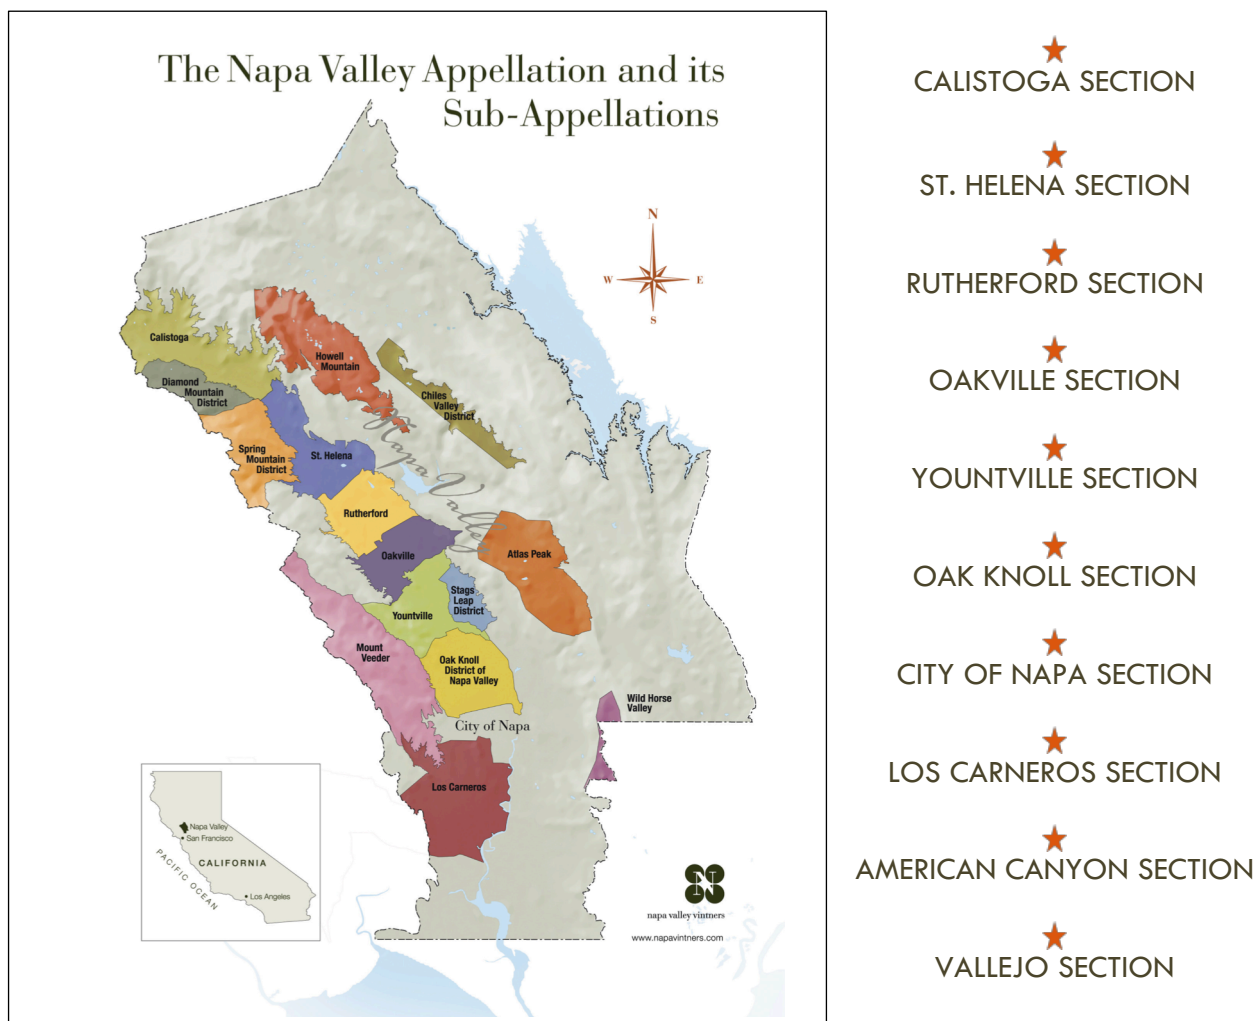 The Napa Valley Appellation and its
Sub-Appellations
N
W
E
S
Calistoga
Diamond
Mountain
District
Howell
Mountain
Chiles
Valley
District
Spring
Mountain
District
St. Helena
Napa Valley
Rutherford
Oakville
Atlas Peak
Stags
Leap
District
Yountville
Mount
Veeder
Oak Knoll
District of
Napa Valley
Wild Horse
Valley
City of Napa
Los Carneros
Napa Valley
San Francisco
CALIFORNIA
PACIFIC OCEAN
Los Angeles
N
napa valley vintners
www.napavintners.com
CALISTOGA SECTION
ST. HELENA SECTION
RUTHERFORD SECTION
OAKVILLE SECTION
YOUNTVILLE SECTION
OAK KNOLL SECTION
CITY OF NAPA SECTION
LOS CARNEROS SECTION
AMERICAN CANYON SECTION
VALLEJO SECTION